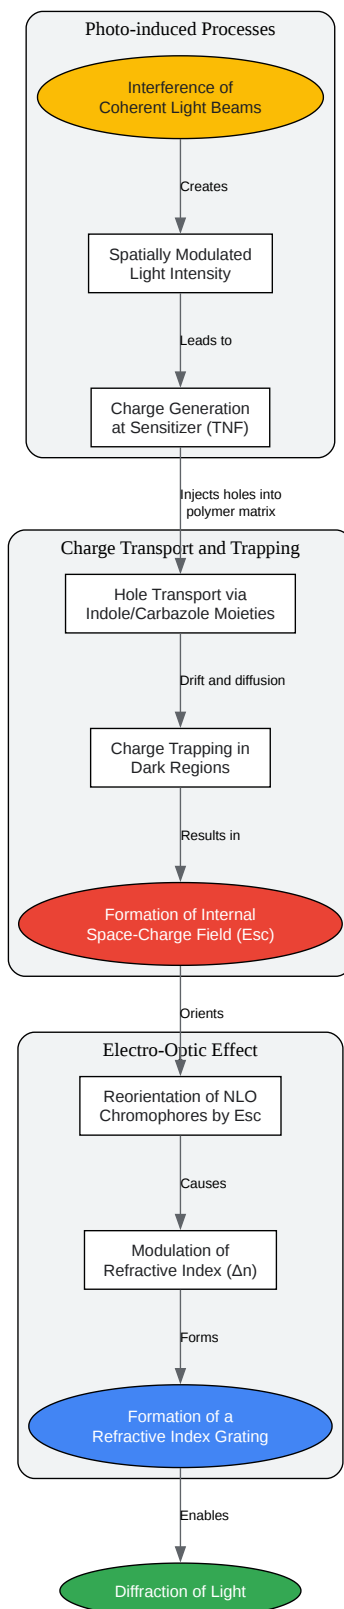 Photo-induced Processes
Interference of
Coherent Light Beams
Creates
Spatially Modulated
Light Intensity
Leads to
Charge Generation
at Sensitizer (TNF)
Injects holes into
polymer matrix
Charge Transport and Trapping
Hole Transport via
Indole/Carbazole Moieties
Drift and diffusion
Charge Trapping in
Dark Regions
Results in
Formation of Internal
Space-Charge Field (Esc)
Orients
Electro-Optic Effect
Reorientation of NLO
Chromophores by Esc
Causes
Modulation of
Refractive Index (Δn)
Forms
Formation of a
Refractive Index Grating
Enables
Diffraction of Light